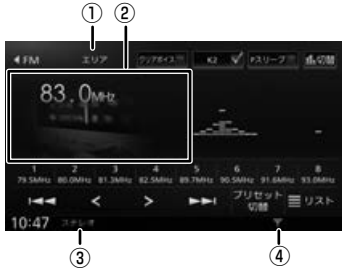 ① ②
◀FM エリア クリアボイス K2 Pスリープ 切替
83.0MHz
1 2 3 4 5 6 7 8
79.5MHz 80.0MHz 81.3MHz 82.5MHz 89.7MHz 90.5MHz 91.6MHz 93.0MHz
プリセット
切替 リスト
10:47 ステレオ
③ ④